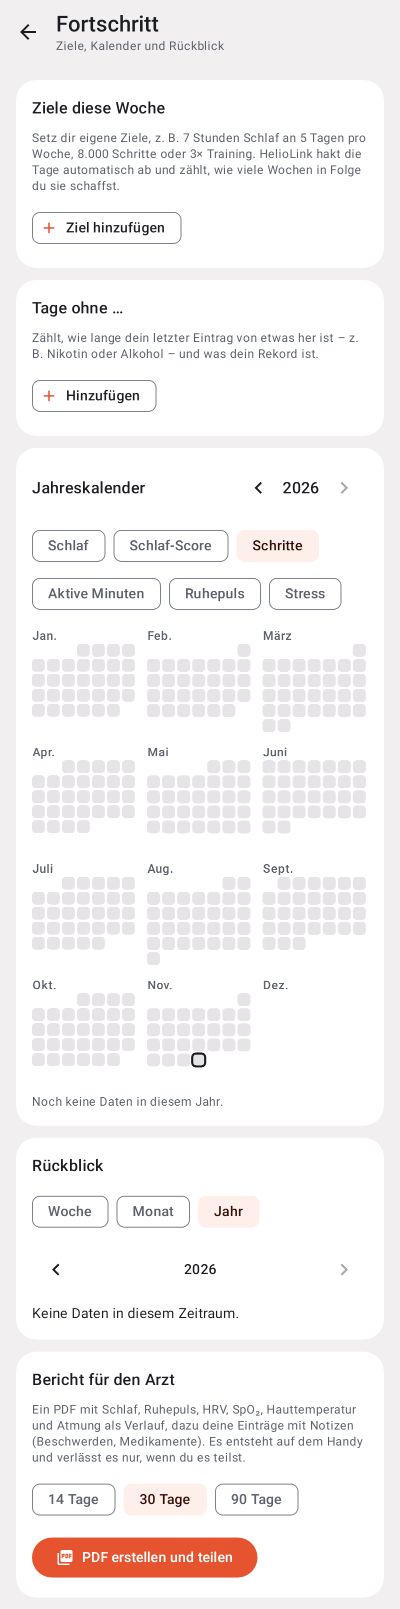 Fortschritt
Ziele, Kalender und Rückblick
Ziele diese Woche
Setz dir eigene Ziele, z. B. 7 Stunden Schlaf an 5 Tagen pro
Woche, 8.000 Schritte oder 3× Training. HelioLink hakt die
Tage automatisch ab und zählt, wie viele Wochen in Folge
du sie schaffst.
Ziel hinzufügen
Tage ohne …
Zählt, wie lange dein letzter Eintrag von etwas her ist – z.
B. Nikotin oder Alkohol – und was dein Rekord ist.
Hinzufügen
Jahreskalender
2026
Schlaf
Schlaf-Score
Schritte
Aktive Minuten
Ruhepuls
Stress
Jan.
Feb.
März
Apr.
Mai
Juni
Juli
Aug.
Sept.
Okt.
Nov.
Dez.
Noch keine Daten in diesem Jahr.
Rückblick
Woche
Monat
Jahr
2026
Keine Daten in diesem Zeitraum.
Bericht für den Arzt
Ein PDF mit Schlaf, Ruhepuls, HRV, SpO₂, Hauttemperatur
und Atmung als Verlauf, dazu deine Einträge mit Notizen
(Beschwerden, Medikamente). Es entsteht auf dem Handy
und verlässt es nur, wenn du es teilst.
14 Tage
30 Tage
90 Tage
PDF erstellen und teilen